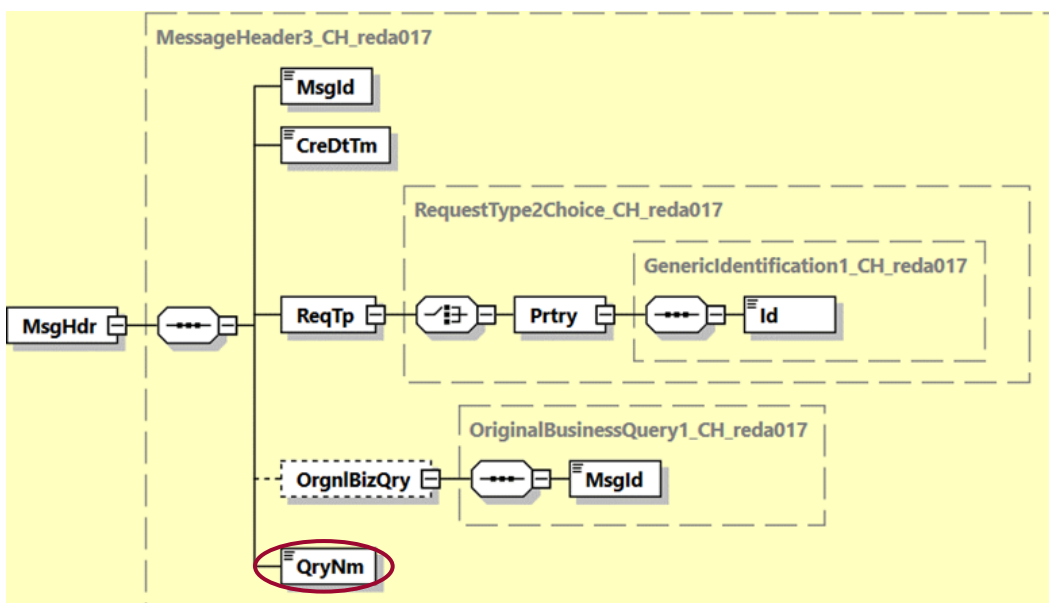 MessageHeader3_CH_reda017
MsgId
CreDtTm
RequestType2Choice_CH_reda017
GenericIdentification1_CH_reda017
MsgHdr
ReqTp
Prtry
Id
OriginalBusinessQuery1_CH_reda017
OrgnlBizQry
MsgId
QryNm